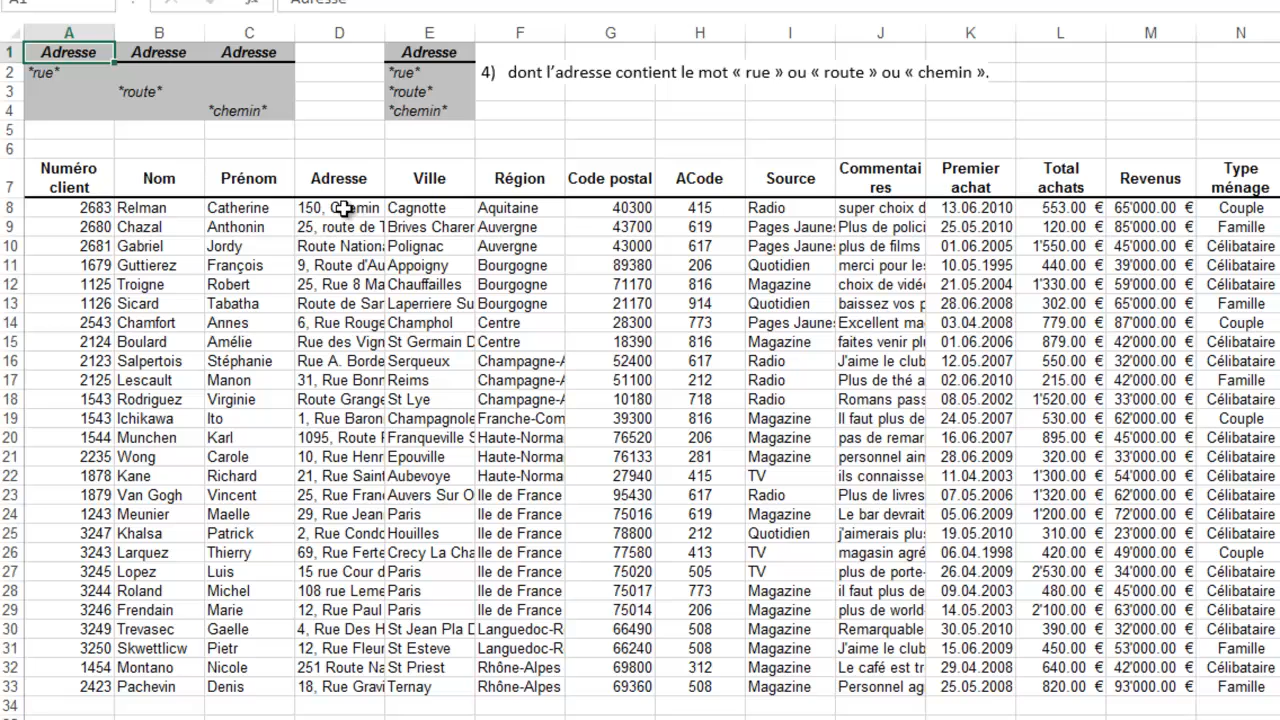 A B C D E F G H I J K L M N
1 Adresse Adresse Adresse Adresse
2 *rue* *rue* 4) dont l’adresse contient le mot « rue » ou « route » ou « chemin ».
3 *route* *route*
4 *chemin* *chemin*
5
6
7 Numéro client Nom Prénom Adresse Ville Région Code postal ACode Source Commentai res Premier achat Total achats Revenus Type ménage
8 2683 Relman Catherine 150, Cagnotte Aquitaine 40300 415 Radio super choix d 13.06.2010 553.00 € 65'000.00 € Couple
9 2680 Chazal Anthonin 25, route de Brives Charen Auvergne 43700 619 Pages Jaune Plus de polici 25.05.2010 120.00 € 85'000.00 € Famille
10 2681 Gabriel Jordy Route Nation Polignac Auvergne 43000 617 Pages Jaune plus de films 01.06.2005 1'550.00 € 45'000.00 € Célibataire
11 1679 Guttierez François 9, Route d'Au Appoigny Bourgogne 89380 206 Quotidien merci pour le 10.05.1995 440.00 € 39'000.00 € Célibataire
12 1125 Troigne Robert 25, Rue 8 Ma Chauffailles Bourgogne 71170 816 Magazine choix de vidé 21.05.2004 1'330.00 € 59'000.00 € Célibataire
13 1126 Sicard Tabatha Route de Sar Laperriere Su Bourgogne 21170 914 Quotidien baissez vos p 28.06.2008 302.00 € 65'000.00 € Famille
14 2543 Chamfort Annes 6, Rue Rouge Champhol Centre 28300 773 Pages Jaune Excellent ma 03.04.2008 779.00 € 87'000.00 € Couple
15 2124 Boulard Amélie Rue des Vign St Germain D Centre 18390 816 Magazine faites venir pl 01.06.2006 879.00 € 42'000.00 € Célibataire
16 2123 Salpertois Stéphanie Rue A. Borde Serqueux Champagne-A 52400 617 Radio J'aime le club 12.05.2007 550.00 € 32'000.00 € Célibataire
17 2125 Lescault Manon 31, Rue Bonn Reims Champagne-A 51100 212 Radio Plus de thé a 02.06.2010 215.00 € 42'000.00 € Famille
18 1543 Rodriguez Virginie Route Grange St Lye Champagne-A 10180 718 Radio Romans pass 08.05.2002 1'520.00 € 33'000.00 € Célibataire
19 1543 Ichikawa Ito 1, Rue Baron Champagnole Franche-Com 39300 816 Magazine Il faut plus de 24.05.2007 530.00 € 62'000.00 € Couple
20 1544 Munchen Karl 1095, Route Franqueville S Haute-Norma 76520 206 Magazine pas de remar 16.06.2007 895.00 € 45'000.00 € Célibataire
21 2235 Wong Carole 10, Rue Henr Epouville Haute-Norma 76133 281 Magazine personnel aim 28.06.2009 320.00 € 33'000.00 € Célibataire
22 1878 Kane Richard 21, Rue Saint Aubevoye Haute-Norma 27940 415 TV ils connaisse 11.04.2003 1'300.00 € 54'000.00 € Célibataire
23 1879 Van Gogh Vincent 25, Rue Fran Auvers Sur O Ile de France 95430 617 Radio Plus de livres 07.05.2006 1'320.00 € 62'000.00 € Célibataire
24 1243 Meunier Maelle 29, Rue Jean Paris Ile de France 75016 619 Magazine Le bar devrait 05.06.2009 1'200.00 € 72'000.00 € Célibataire
25 3247 Khalsa Patrick 2, Rue Condo Houilles Ile de France 78800 212 Quotidien j'aimerais plu 19.05.2010 310.00 € 23'000.00 € Célibataire
26 3243 Larquez Thierry 69, Rue Ferte Crecy La Cha Ile de France 77580 413 TV magasin agré 06.04.1998 420.00 € 49'000.00 € Couple
27 3245 Lopez Luis 15 rue Cour d Paris Ile de France 75020 505 TV plus de porte- 26.04.2009 2'530.00 € 34'000.00 € Célibataire
28 3244 Roland Michel 108 rue Leme Paris Ile de France 75017 773 Magazine il faut plus de 09.04.2003 480.00 € 45'000.00 € Célibataire
29 3246 Frendain Marie 12, Rue Paul Paris Ile de France 75014 206 Magazine plus de world- 14.05.2003 2'100.00 € 63'000.00 € Célibataire
30 3249 Trevasec Gaelle 4, Rue Des H St Jean Pla D Languedoc-R 66490 508 Magazine Remarquable 30.05.2010 390.00 € 32'000.00 € Célibataire
31 3250 Skwettlicw Pietr 12, Rue Fleur St Esteve Languedoc-R 66240 508 Magazine J'aime le club 15.06.2009 450.00 € 53'000.00 € Famille
32 1454 Montano Nicole 251 Route Na St Priest Rhône-Alpes 69800 312 Magazine Le café est tr 29.04.2008 640.00 € 42'000.00 € Célibataire
33 2423 Pachevin Denis 18, Rue Gravi Ternay Rhône-Alpes 69360 508 Magazine Personnel ag 25.05.2008 820.00 € 93'000.00 € Famille
34